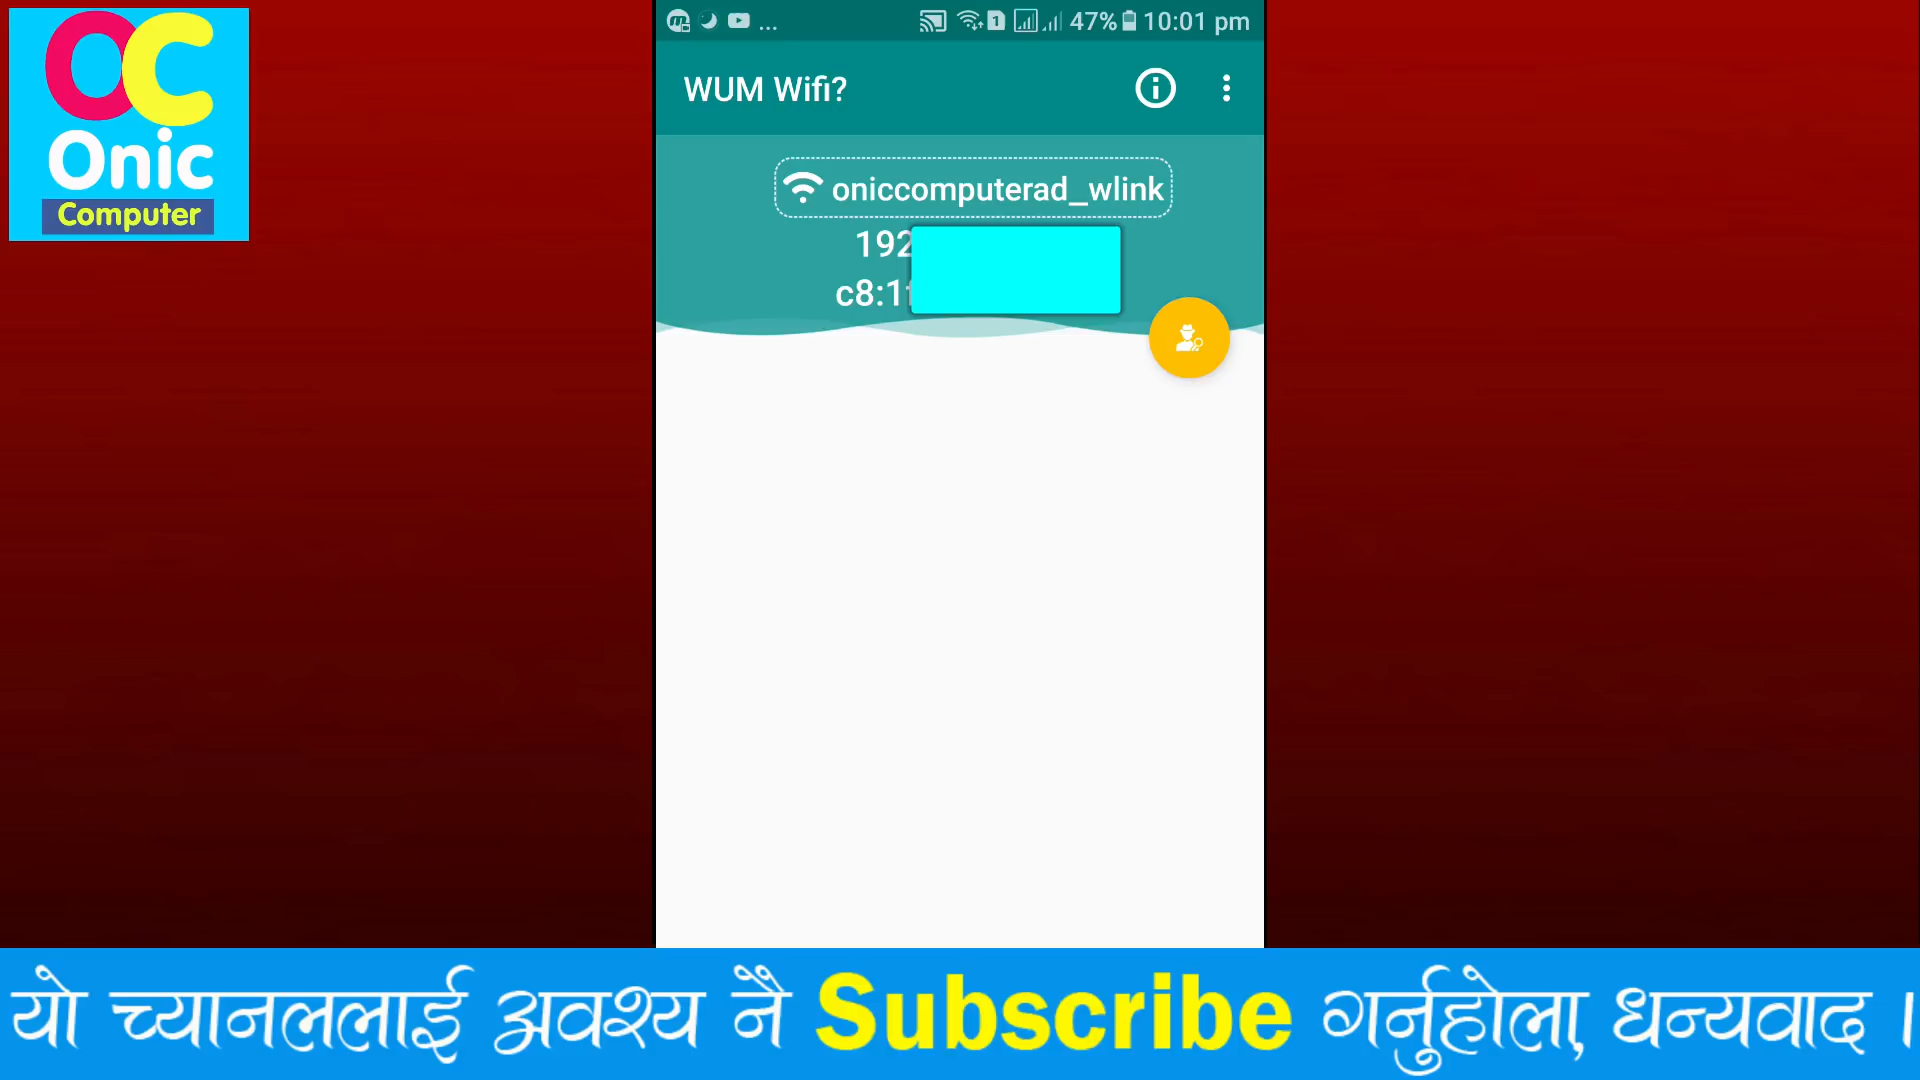 OC
Onic
Computer
... 1 47% 10:01 pm
WUM Wifi?
oniccomputerad_wlink
192
c8:1
यो च्यानललाई अवश्य नै Subscribe गर्नुहोला, धन्यवाद ।